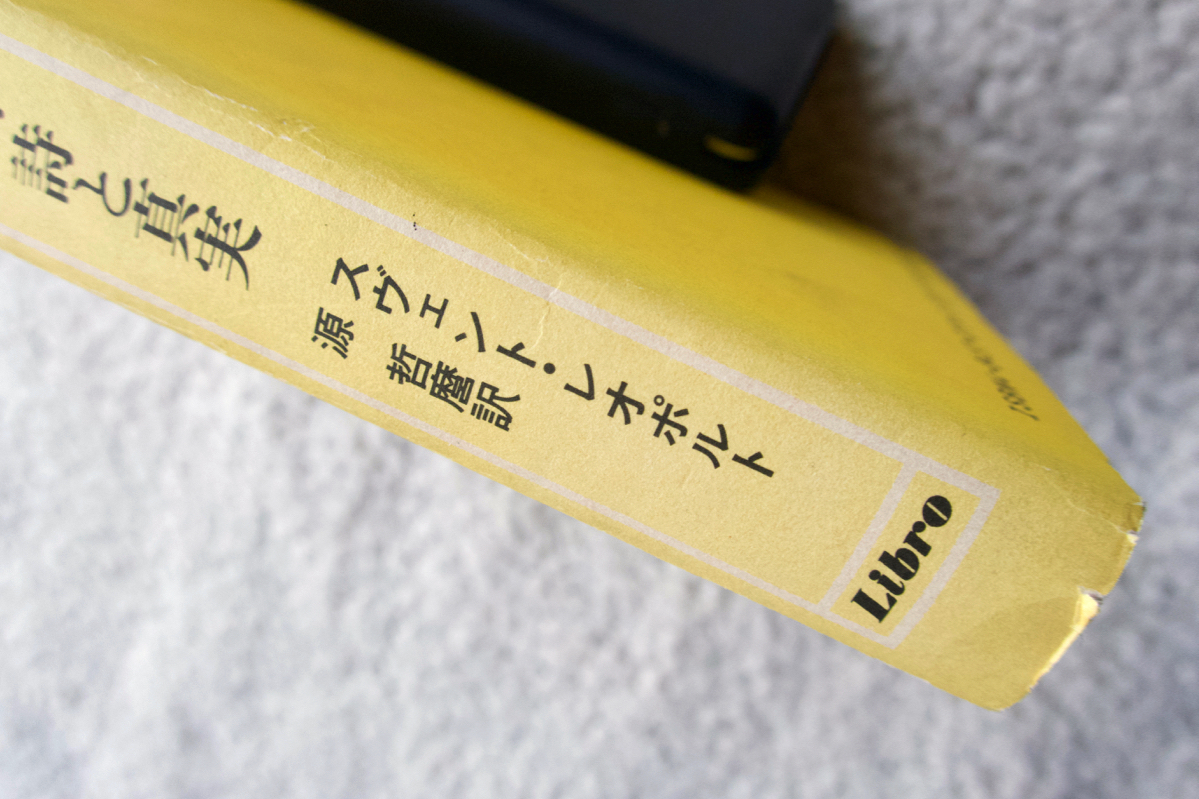 詩と真実
スヴェント・レオポルト
源 哲麿訳
Libro